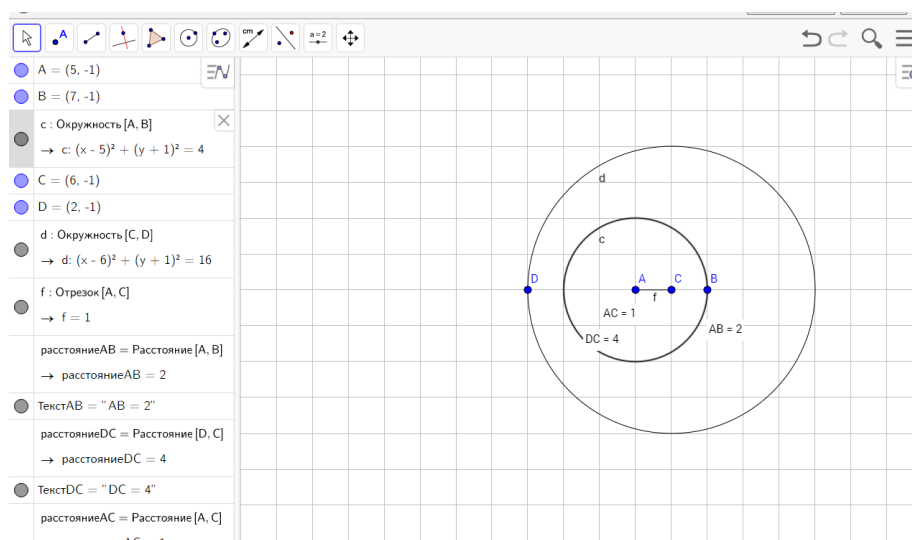 A
cm
a=2
A = (5, -1)
B = (7, -1)
c : Окружность [A, B]
→ c: (x - 5)² + (y + 1)² = 4
C = (6, -1)
D = (2, -1)
d : Окружность [C, D]
→ d: (x - 6)² + (y + 1)² = 16
f : Отрезок [A, C]
→ f = 1
расстояниеAB = Расстояние [A, B]
→ расстояниеAB = 2
ТекстAB = "AB = 2"
расстояниеDC = Расстояние [D, C]
→ расстояниеDC = 4
ТекстDC = "DC = 4"
расстояниеAC = Расстояние [A, C]
d
c
D
A
C
B
f
AC = 1
AB = 2
DC = 4